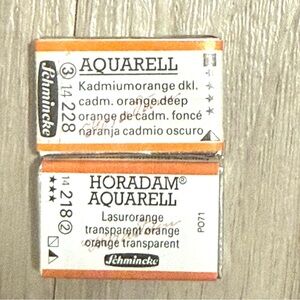 Schmincke
③ 14 228
AQUARELL
Kadmiumorange dkl.
cadm. orange deep
orange de cadm. foncé
naranja cadmio oscuro
14 218 ②
HORADAM®
AQUARELL
Lasurorange
transparent orange
orange transparent
Schmincke
PO71